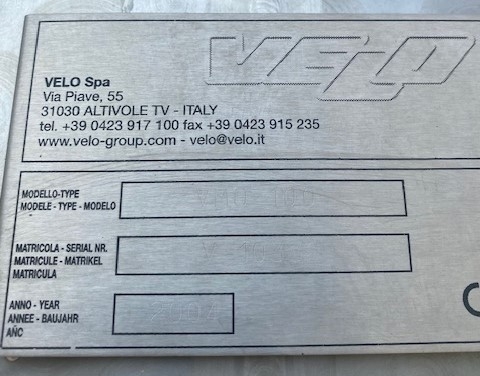 VELO
VELO Spa
Via Piave, 55
31030 ALTIVOLE TV - ITALY
tel. +39 0423 917 100 fax +39 0423 915 235
www.velo-group.com - velo@velo.it
MODELLO-TYPE
MODELE - TYPE - MODELO
MATRICOLA - SERIAL NR.
MATRICULE - MATRIKEL
MATRICULA
ANNO - YEAR
ANNEE - BAUJAHR
AÑC